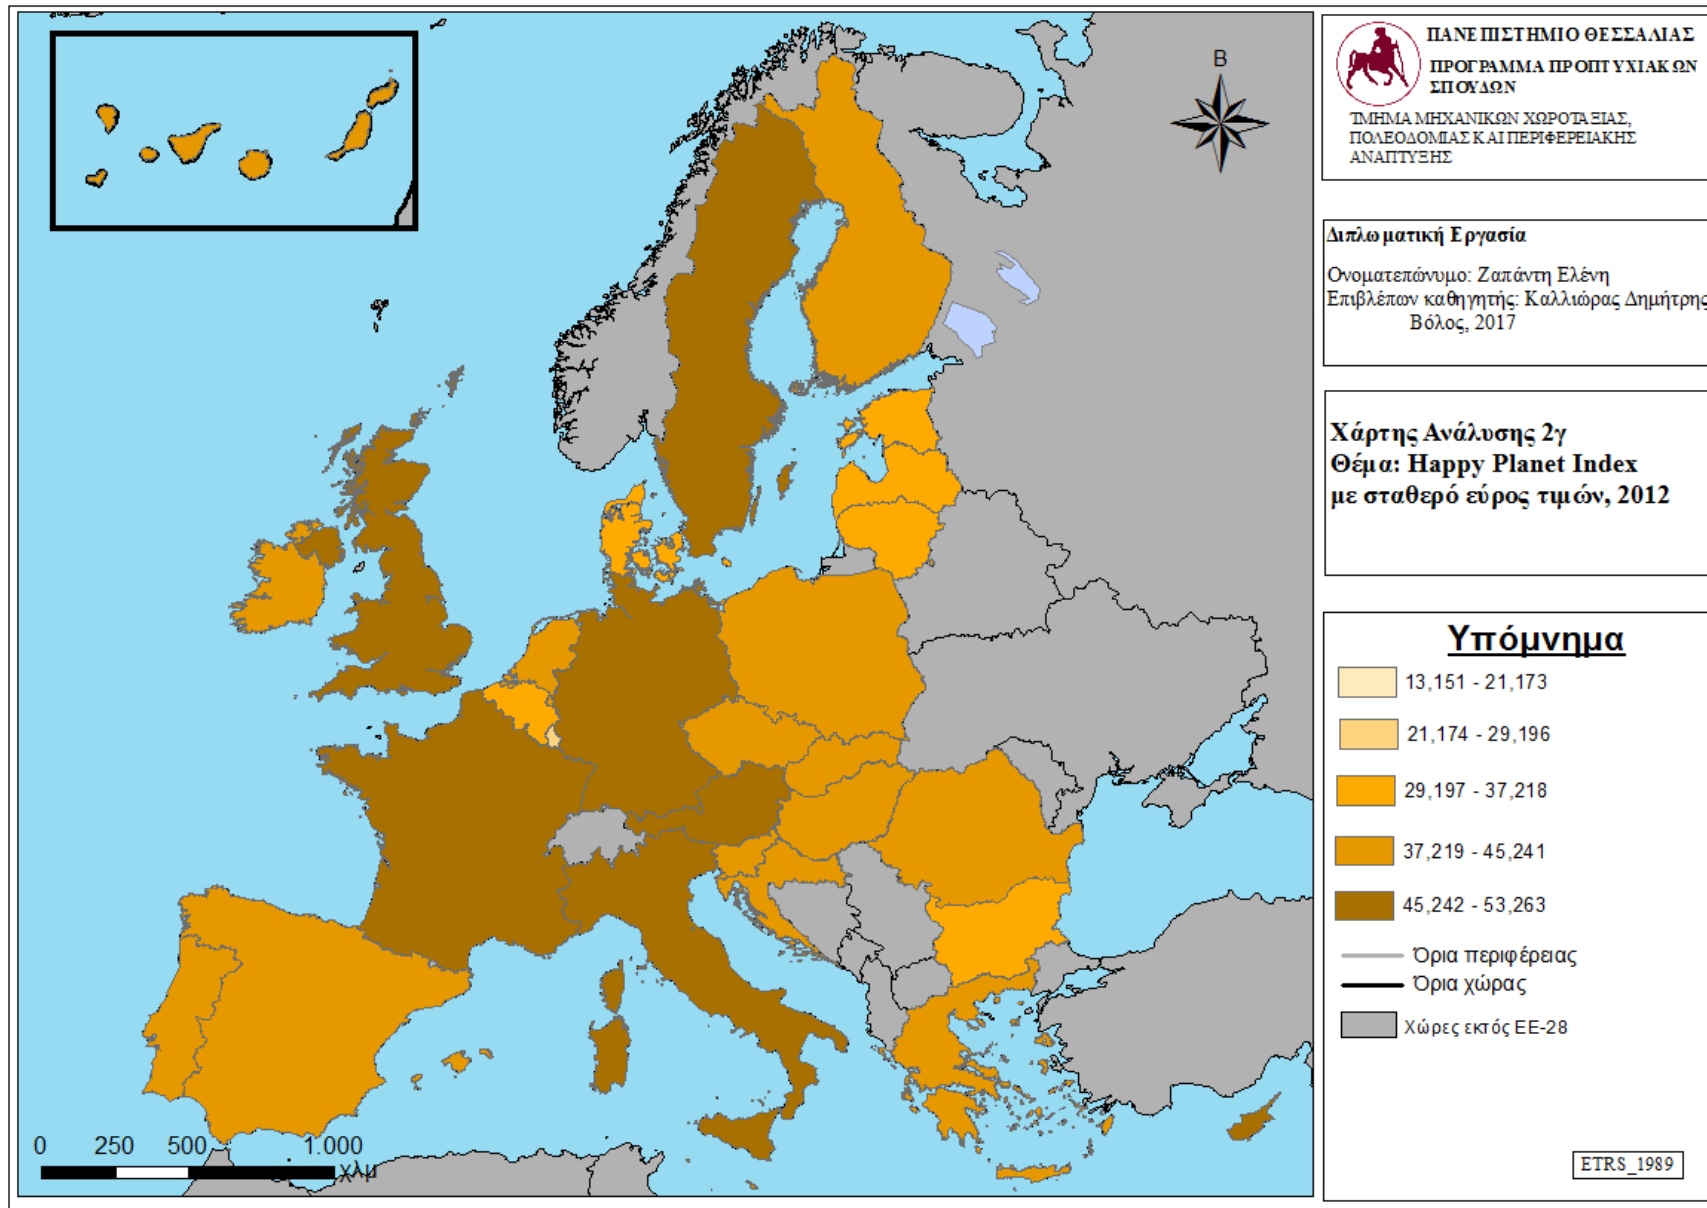 Β
ΠΑΝΕΠΙΣΤΗΜΙΟ ΘΕΣΣΑΛΙΑΣ
ΠΡΟΓΡΑΜΜΑ ΠΡΟΠΤΥΧΙΑΚΩΝ
ΣΠΟΥΔΩΝ
ΤΜΗΜΑ ΜΗΧΑΝΙΚΩΝ ΧΩΡΟΤΑΞΙΑΣ,
ΠΟΛΕΟΔΟΜΙΑΣ ΚΑΙ ΠΕΡΙΦΕΡΕΙΑΚΗΣ
ΑΝΑΠΤΥΞΗΣ
Διπλωματική Εργασία
Ονοματεπώνυμο: Ζαπάντη Ελένη
Επιβλέπων καθηγητής: Καλλιώρας Δημήτρης
Βόλος, 2017
Χάρτης Ανάλυσης 2γ
Θέμα: Happy Planet Index
με σταθερό εύρος τιμών, 2012
Υπόμνημα
13,151 - 21,173
21,174 - 29,196
29,197 - 37,218
37,219 - 45,241
45,242 - 53,263
Όρια περιφέρειας
Όρια χώρας
Χώρες εκτός ΕΕ-28
ETRS_1989
0 250 500 1.000
χλμ